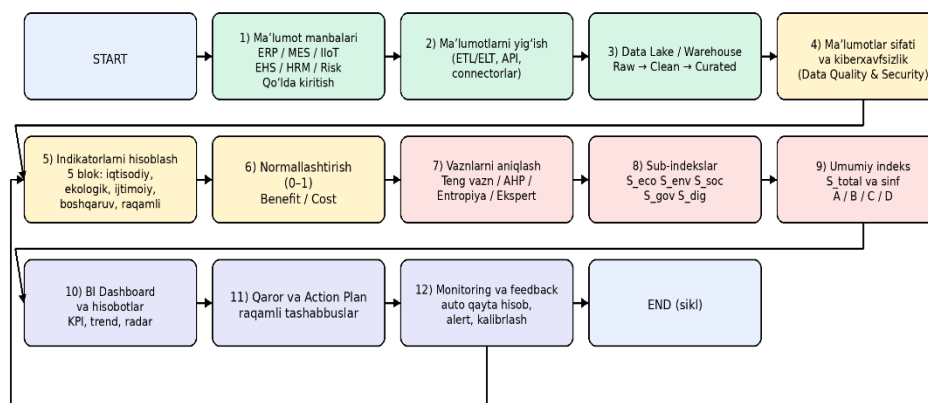 START
1) Ma’lumot manbalari
ERP / MES / IIoT
EHS / HRM / Risk
Qo‘lda kiritish
2) Ma’lumotlarni yig‘ish
(ETL/ELT, API,
connectorlar)
3) Data Lake / Warehouse
Raw → Clean → Curated
4) Ma’lumotlar sifati
va kiberxavfsizlik
(Data Quality & Security)
5) Indikatorlarni hisoblash
5 blok: iqtisodiy,
ekologik, ijtimoiy,
boshqaruv, raqamli
6) Normallashtirish
(0–1)
Benefit / Cost
7) Vaznlarni aniqlash
Teng vazn / AHP /
Entropiya / Ekspert
8) Sub-indekslar
S_eco S_env S_soc
S_gov S_dig
9) Umumiy indeks
S_total va sinf
A / B / C / D
10) BI Dashboard
va hisobotlar
KPI, trend, radar
11) Qaror va Action Plan
raqamli tashabbuslar
12) Monitoring va feedback
auto qayta hisob,
alert, kalibrlash
END (sikl)